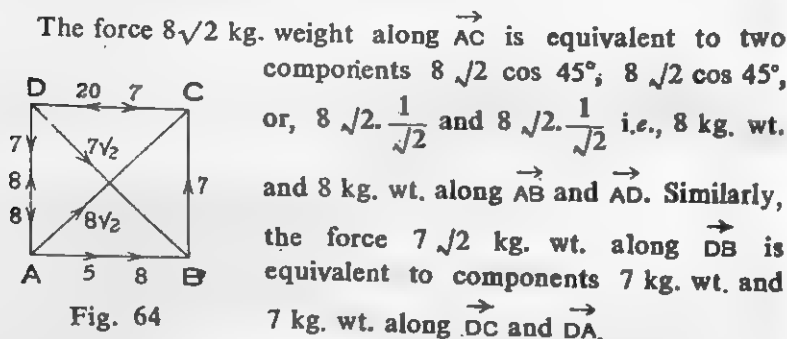 The force 8√2 kg. weight along AC⃗ is equivalent to two
components 8 √2 cos 45°; 8 √2 cos 45°,
or, 8 √2. 1/√2 and 8 √2. 1/√2 i.e., 8 kg. wt.
and 8 kg. wt. along AB⃗ and AD⃗. Similarly,
the force 7 √2 kg. wt. along DB⃗ is
equivalent to components 7 kg. wt. and
7 kg. wt. along DC⃗ and DA⃗.
D 20 7 C
7 7√2
8 7
8 8√2
A 5 8 B
Fig. 64